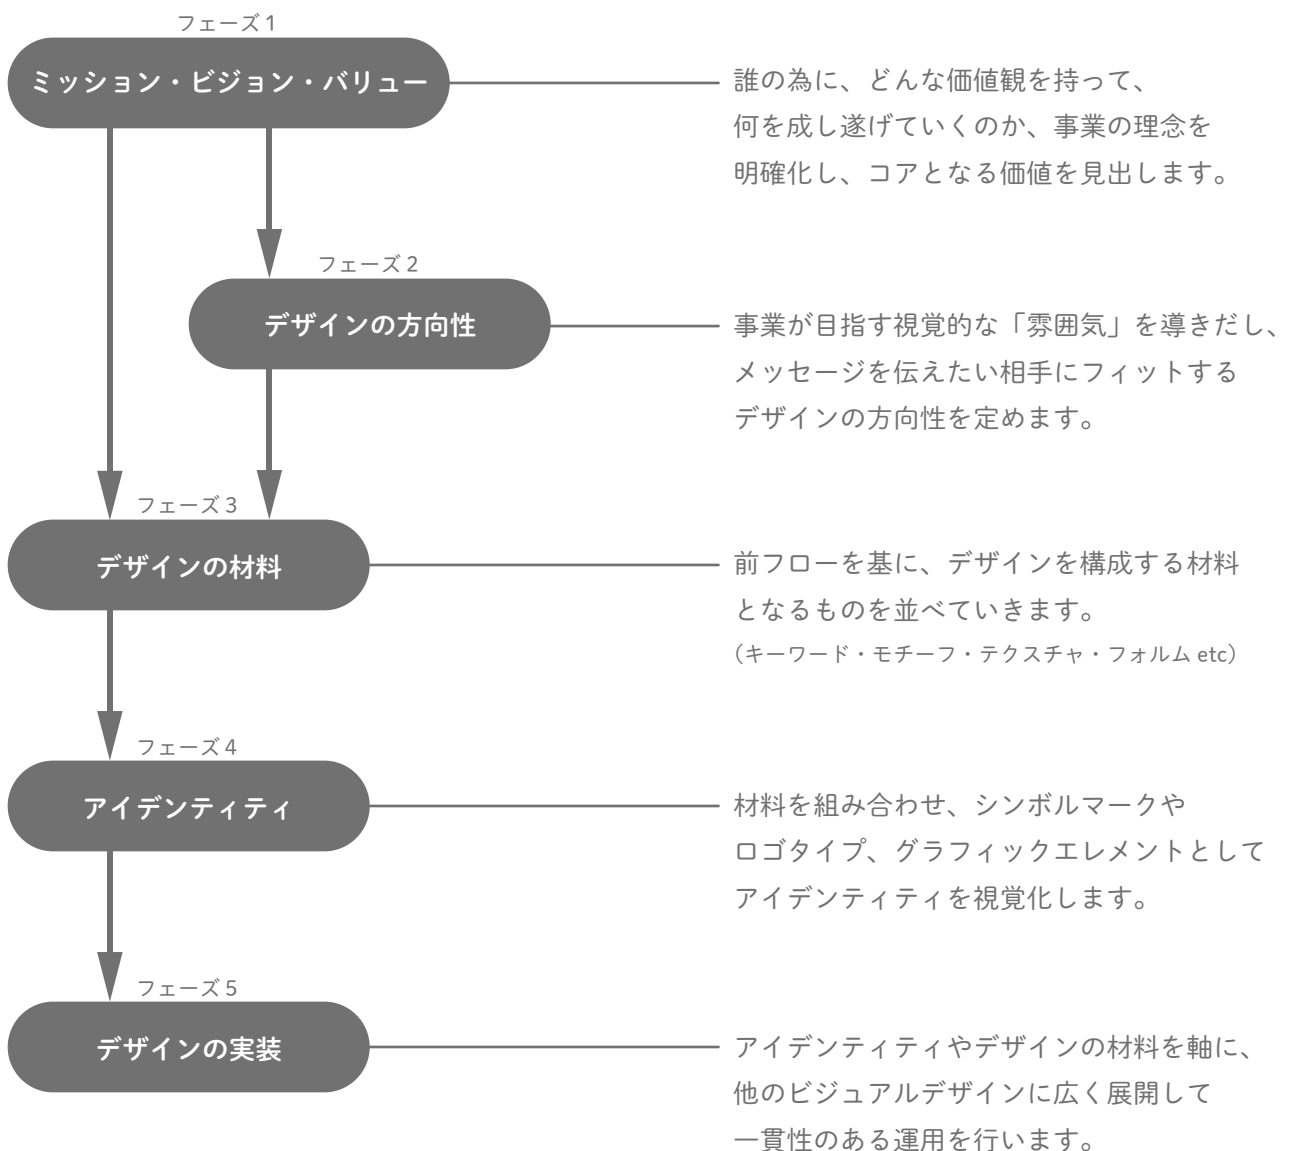 フェーズ 1
ミッション・ビジョン・バリュー
誰の為に、どんな価値観を持って、
何を成し遂げていくのか、事業の理念を
明確化し、コアとなる価値を見出します。
フェーズ 2
デザインの方向性
事業が目指す視覚的な「雰囲気」を導きだし、
メッセージを伝えたい相手にフィットする
デザインの方向性を定めます。
フェーズ 3
デザインの材料
前フローを基に、デザインを構成する材料
となるものを並べていきます。
（キーワード・モチーフ・テクスチャ・フォルム etc）
フェーズ 4
アイデンティティ
材料を組み合わせ、シンボルマークや
ロゴタイプ、グラフィックエレメントとして
アイデンティティを視覚化します。
フェーズ 5
デザインの実装
アイデンティティやデザインの材料を軸に、
他のビジュアルデザインに広く展開して
一貫性のある運用を行います。